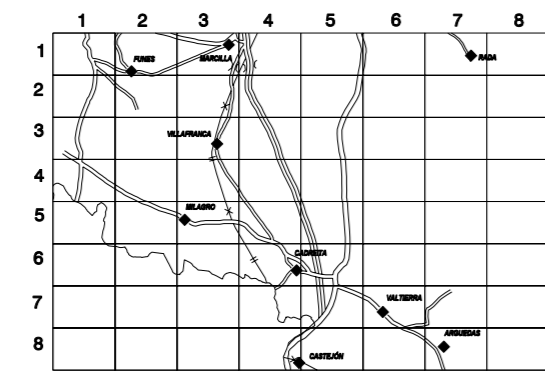 1 2 3 4 5 6 7 8
1
FUNES
MARCILLA
RADA
2
3
VILLAFRANCA
4
5
MILAGRO
6
CADREITA
7
VALTIERRA
8
ARGUEDAS
CASTEJÓN